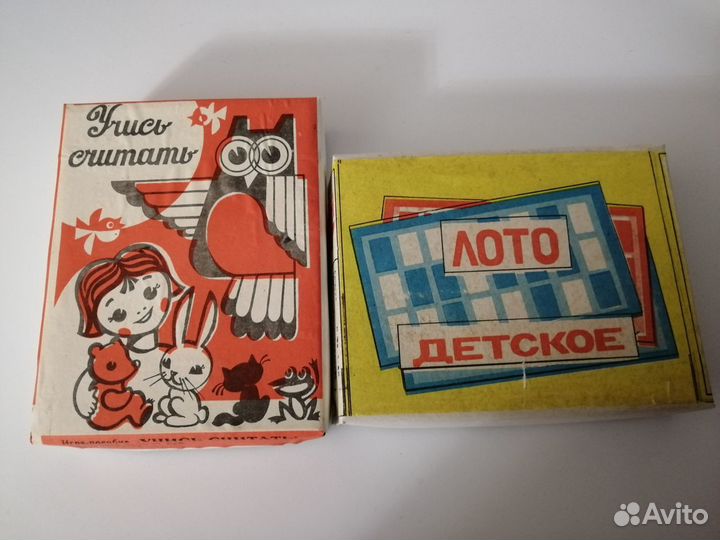 Учись
считать
Игра-пособие УЧИСЬ СЧИТАТЬ
ЛОТО
ДЕТСКОЕ
Avito